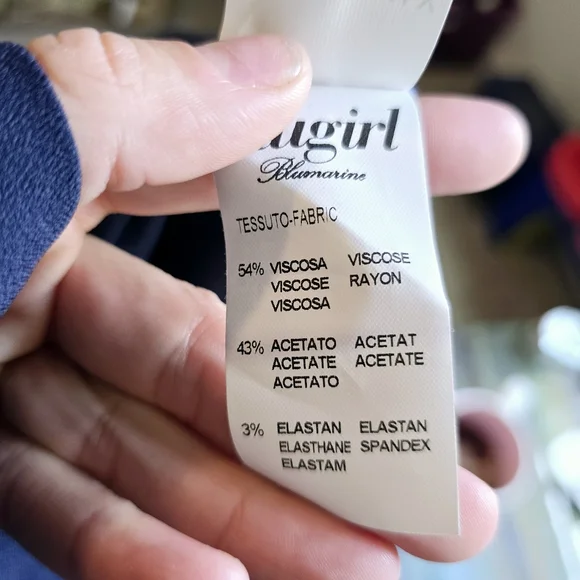 ugirl
Blumarine
TESSUTO-FABRIC
54% VISCOSA VISCOSE
VISCOSE RAYON
VISCOSA
43% ACETATO ACETAT
ACETATE ACETATE
ACETATO
3% ELASTAN ELASTAN
ELASTHANE SPANDEX
ELASTAM